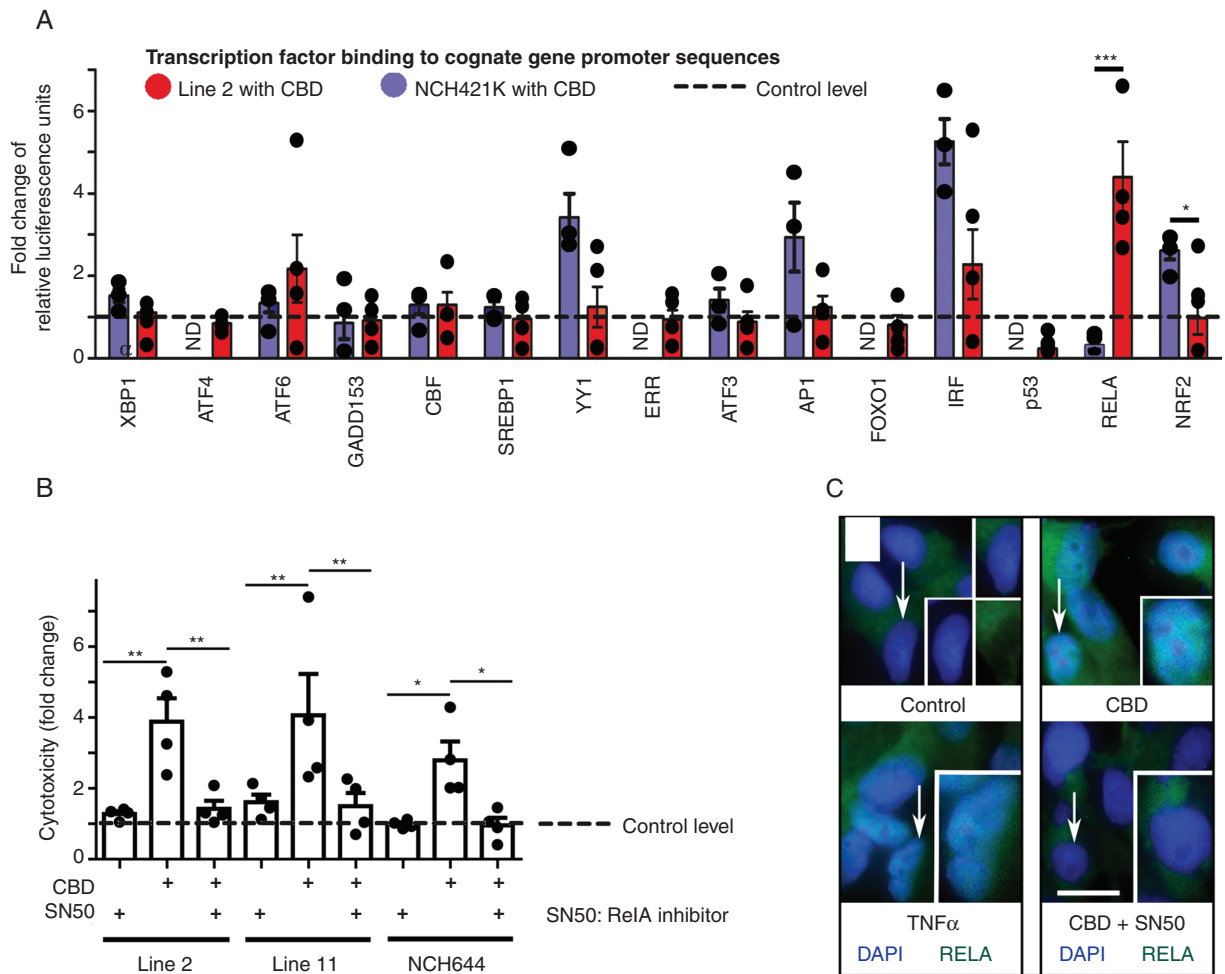 A
Transcription factor binding to cognate gene promoter sequences
Line 2 with CBD
NCH421K with CBD
Control level
Fold change of
relative luciferescence units
6
4
2
0
***
*
α
ND
ND
ND
ND
XBP1
ATF4
ATF6
GADD153
CBF
SREBP1
YY1
ERR
ATF3
AP1
FOXO1
IRF
p53
RELA
NRF2
B
Cytotoxicity (fold change)
6
4
2
0
**
**
**
**
*
*
Control level
CBD + + + + + +
SN50 + + + + + +
SN50: RelA inhibitor
Line 2
Line 11
NCH644
C
Control
CBD
TNFα
CBD + SN50
DAPI RELA
DAPI RELA